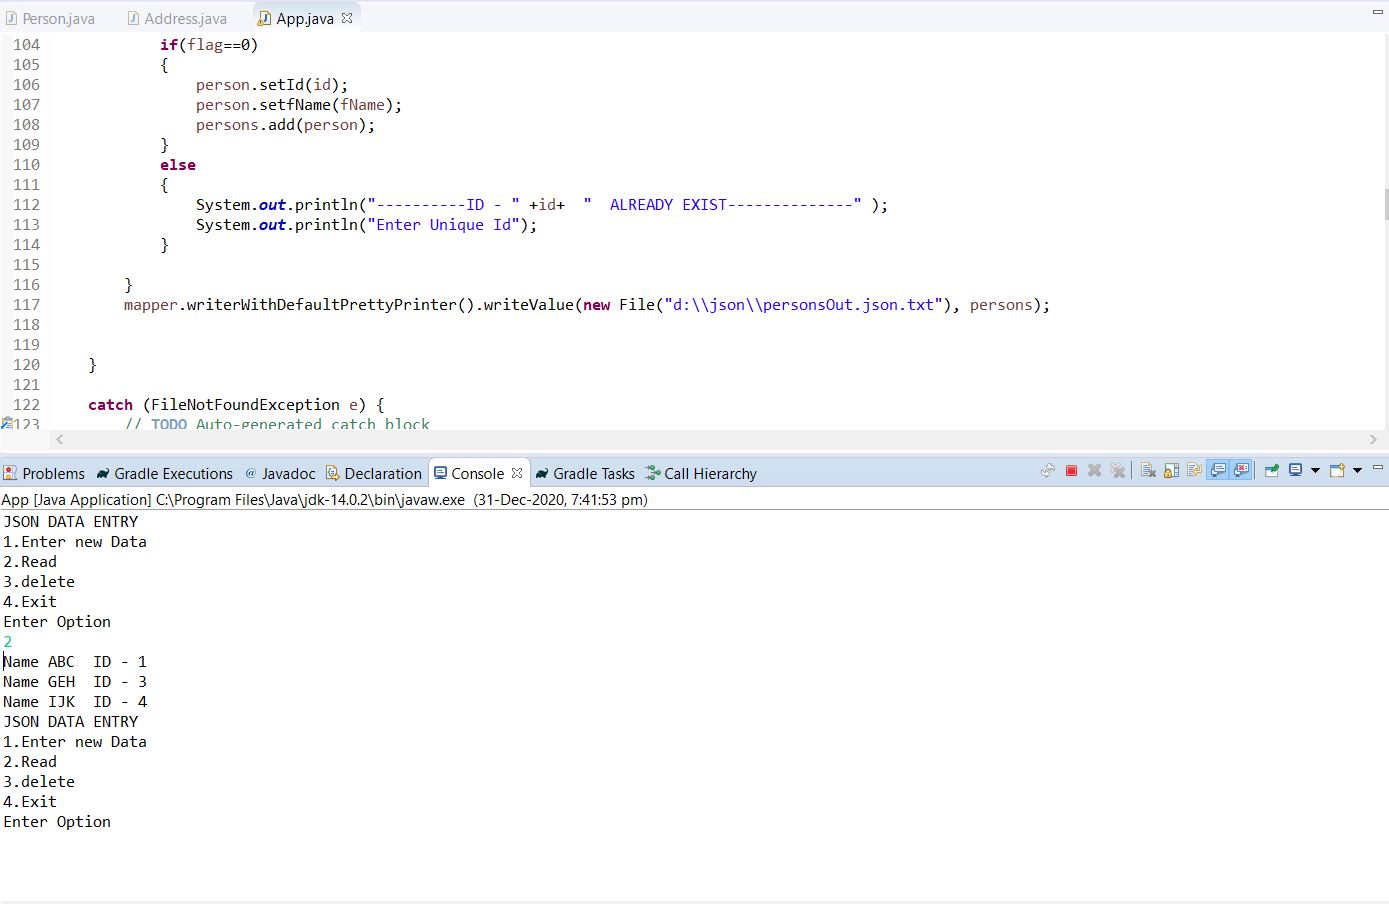 Person.java Address.java App.java
104 if(flag==0)
105 {
106 person.setId(id);
107 person.setfName(fName);
108 persons.add(person);
109 }
110 else
111 {
112 System.out.println("----------ID - " +id+ "  ALREADY EXIST--------------" );
113 System.out.println("Enter Unique Id");
114 }
115
116 }
117 mapper.writerWithDefaultPrettyPrinter().writeValue(new File("d:\\json\\personsOut.json.txt"), persons);
118
119
120 }
121
122 catch (FileNotFoundException e) {
123 // TODO Auto-generated catch block
Problems Gradle Executions @ Javadoc Declaration Console Gradle Tasks Call Hierarchy
App [Java Application] C:\Program Files\Java\jdk-14.0.2\bin\javaw.exe (31-Dec-2020, 7:41:53 pm)
JSON DATA ENTRY
1.Enter new Data
2.Read
3.delete
4.Exit
Enter Option
2
Name ABC  ID - 1
Name GEH  ID - 3
Name IJK  ID - 4
JSON DATA ENTRY
1.Enter new Data
2.Read
3.delete
4.Exit
Enter Option